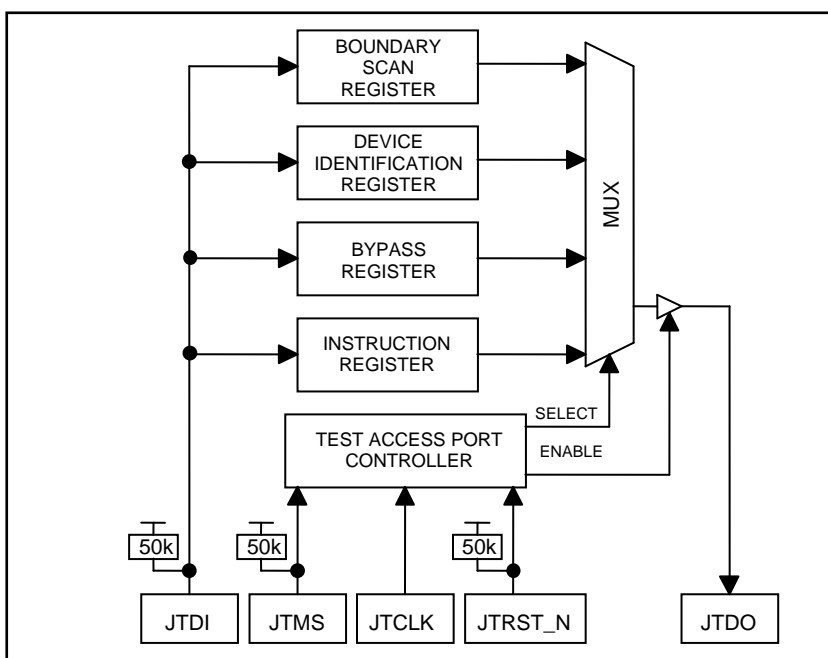 BOUNDARY
SCAN
REGISTER
DEVICE
IDENTIFICATION
REGISTER
BYPASS
REGISTER
INSTRUCTION
REGISTER
MUX
SELECT
TEST ACCESS PORT
CONTROLLER
ENABLE
50k
50k
50k
JTDI
JTMS
JTCLK
JTRST_N
JTDO